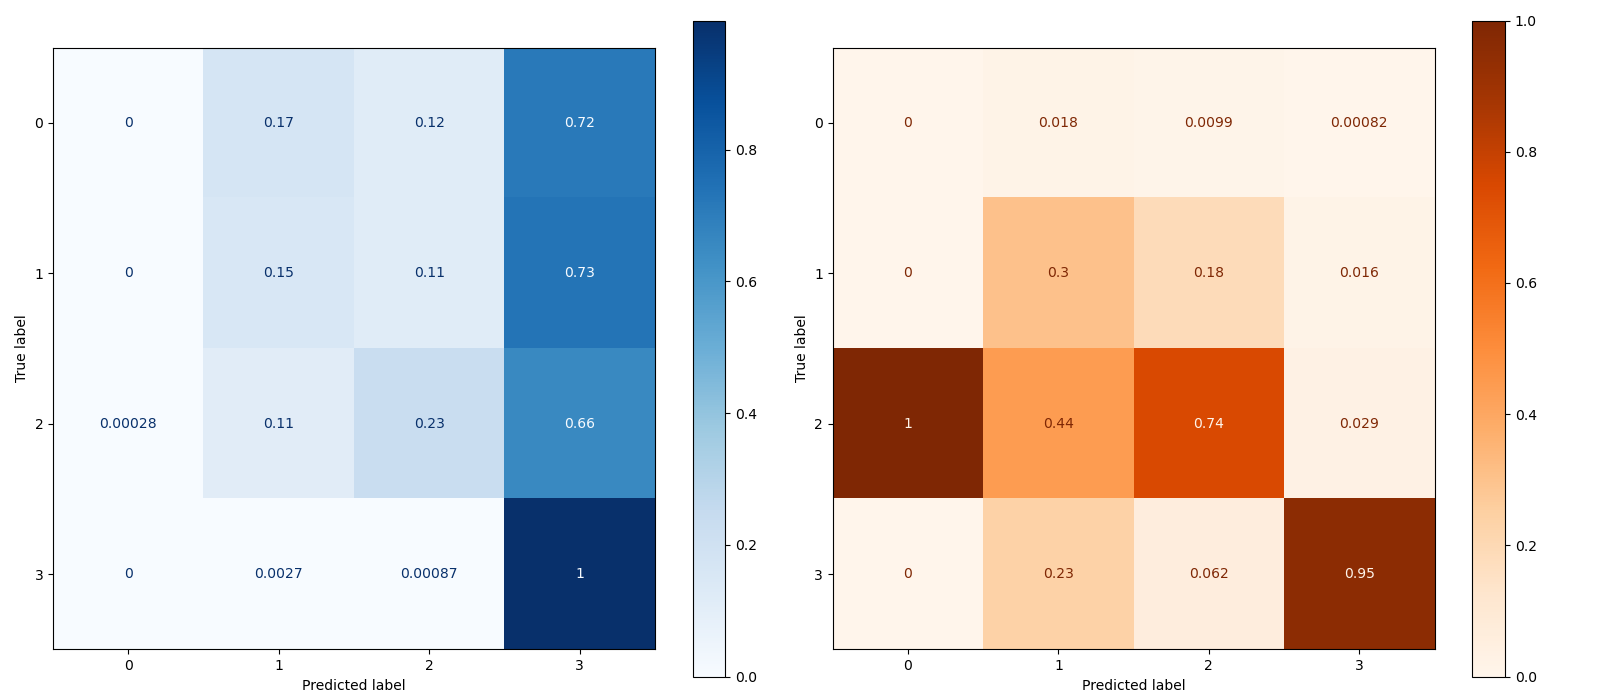 0 0 0.17 0.12 0.72
1 0 0.15 0.11 0.73
2 0.00028 0.11 0.23 0.66
3 0 0.0027 0.00087 1
0 1 2 3
True label
Predicted label
0.8
0.6
0.4
0.2
0.0
0 0 0.018 0.0099 0.00082
1 0 0.3 0.18 0.016
2 1 0.44 0.74 0.029
3 0 0.23 0.062 0.95
0 1 2 3
True label
Predicted label
1.0
0.8
0.6
0.4
0.2
0.0